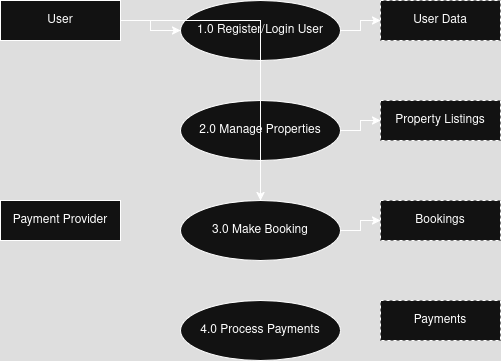 User
1.0 Register/Login User
User Data
2.0 Manage Properties
Property Listings
Payment Provider
3.0 Make Booking
Bookings
4.0 Process Payments
Payments